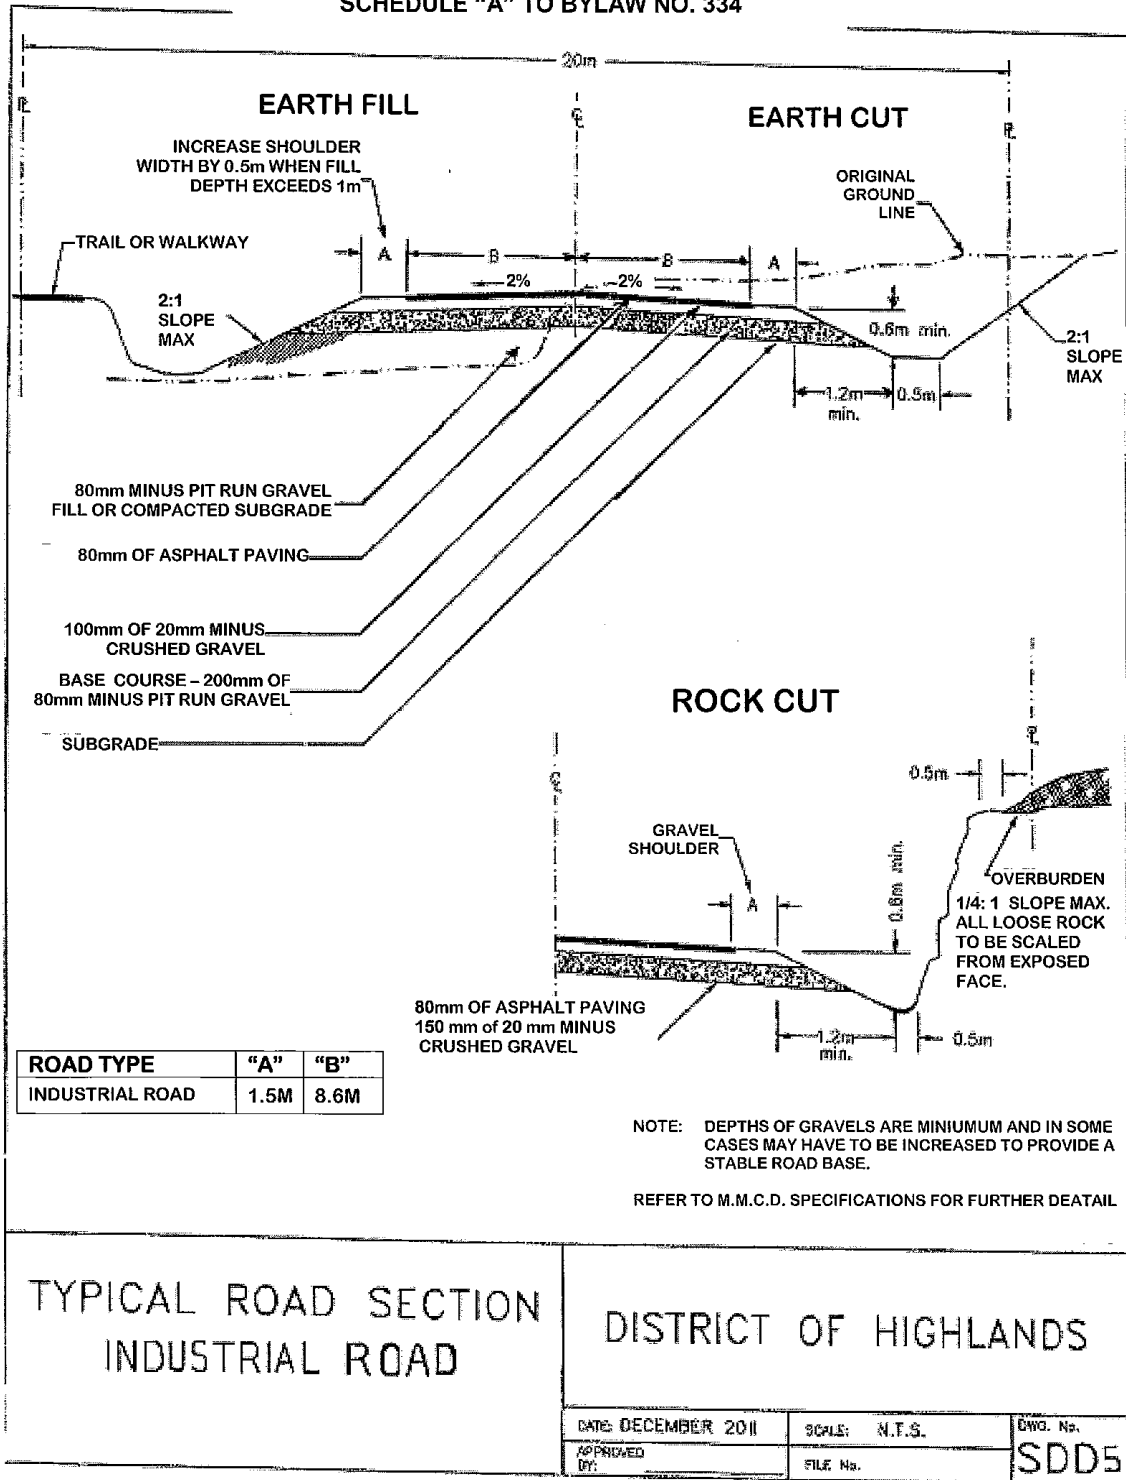 SCHEDULE "A" TO BYLAW NO. 334
20m
EARTH FILL
EARTH CUT
INCREASE SHOULDER
WIDTH BY 0.5m WHEN FILL
DEPTH EXCEEDS 1m
ORIGINAL
GROUND
LINE
TRAIL OR WALKWAY
A
B
B
A
2%
2%
2:1
SLOPE
MAX
0.6m min.
2:1
SLOPE
MAX
1.2m
min.
0.5m
80mm MINUS PIT RUN GRAVEL
FILL OR COMPACTED SUBGRADE
80mm OF ASPHALT PAVING
100mm OF 20mm MINUS
CRUSHED GRAVEL
BASE COURSE – 200mm OF
80mm MINUS PIT RUN GRAVEL
SUBGRADE
ROCK CUT
0.5m
GRAVEL
SHOULDER
A
0.6m min.
OVERBURDEN
1/4: 1 SLOPE MAX.
ALL LOOSE ROCK
TO BE SCALED
FROM EXPOSED
FACE.
80mm OF ASPHALT PAVING
150 mm of 20 mm MINUS
CRUSHED GRAVEL
1.2m
min.
0.5m
ROAD TYPE "A" "B"
INDUSTRIAL ROAD 1.5M 8.6M
NOTE: DEPTHS OF GRAVELS ARE MINIUMUM AND IN SOME
CASES MAY HAVE TO BE INCREASED TO PROVIDE A
STABLE ROAD BASE.
REFER TO M.M.C.D. SPECIFICATIONS FOR FURTHER DEATAIL
TYPICAL ROAD SECTION
INDUSTRIAL ROAD
DISTRICT OF HIGHLANDS
DATE: DECEMBER 2011
SCALE: N.T.S.
DWG. No.
APPROVED
BY:
FILE No.
SDD5